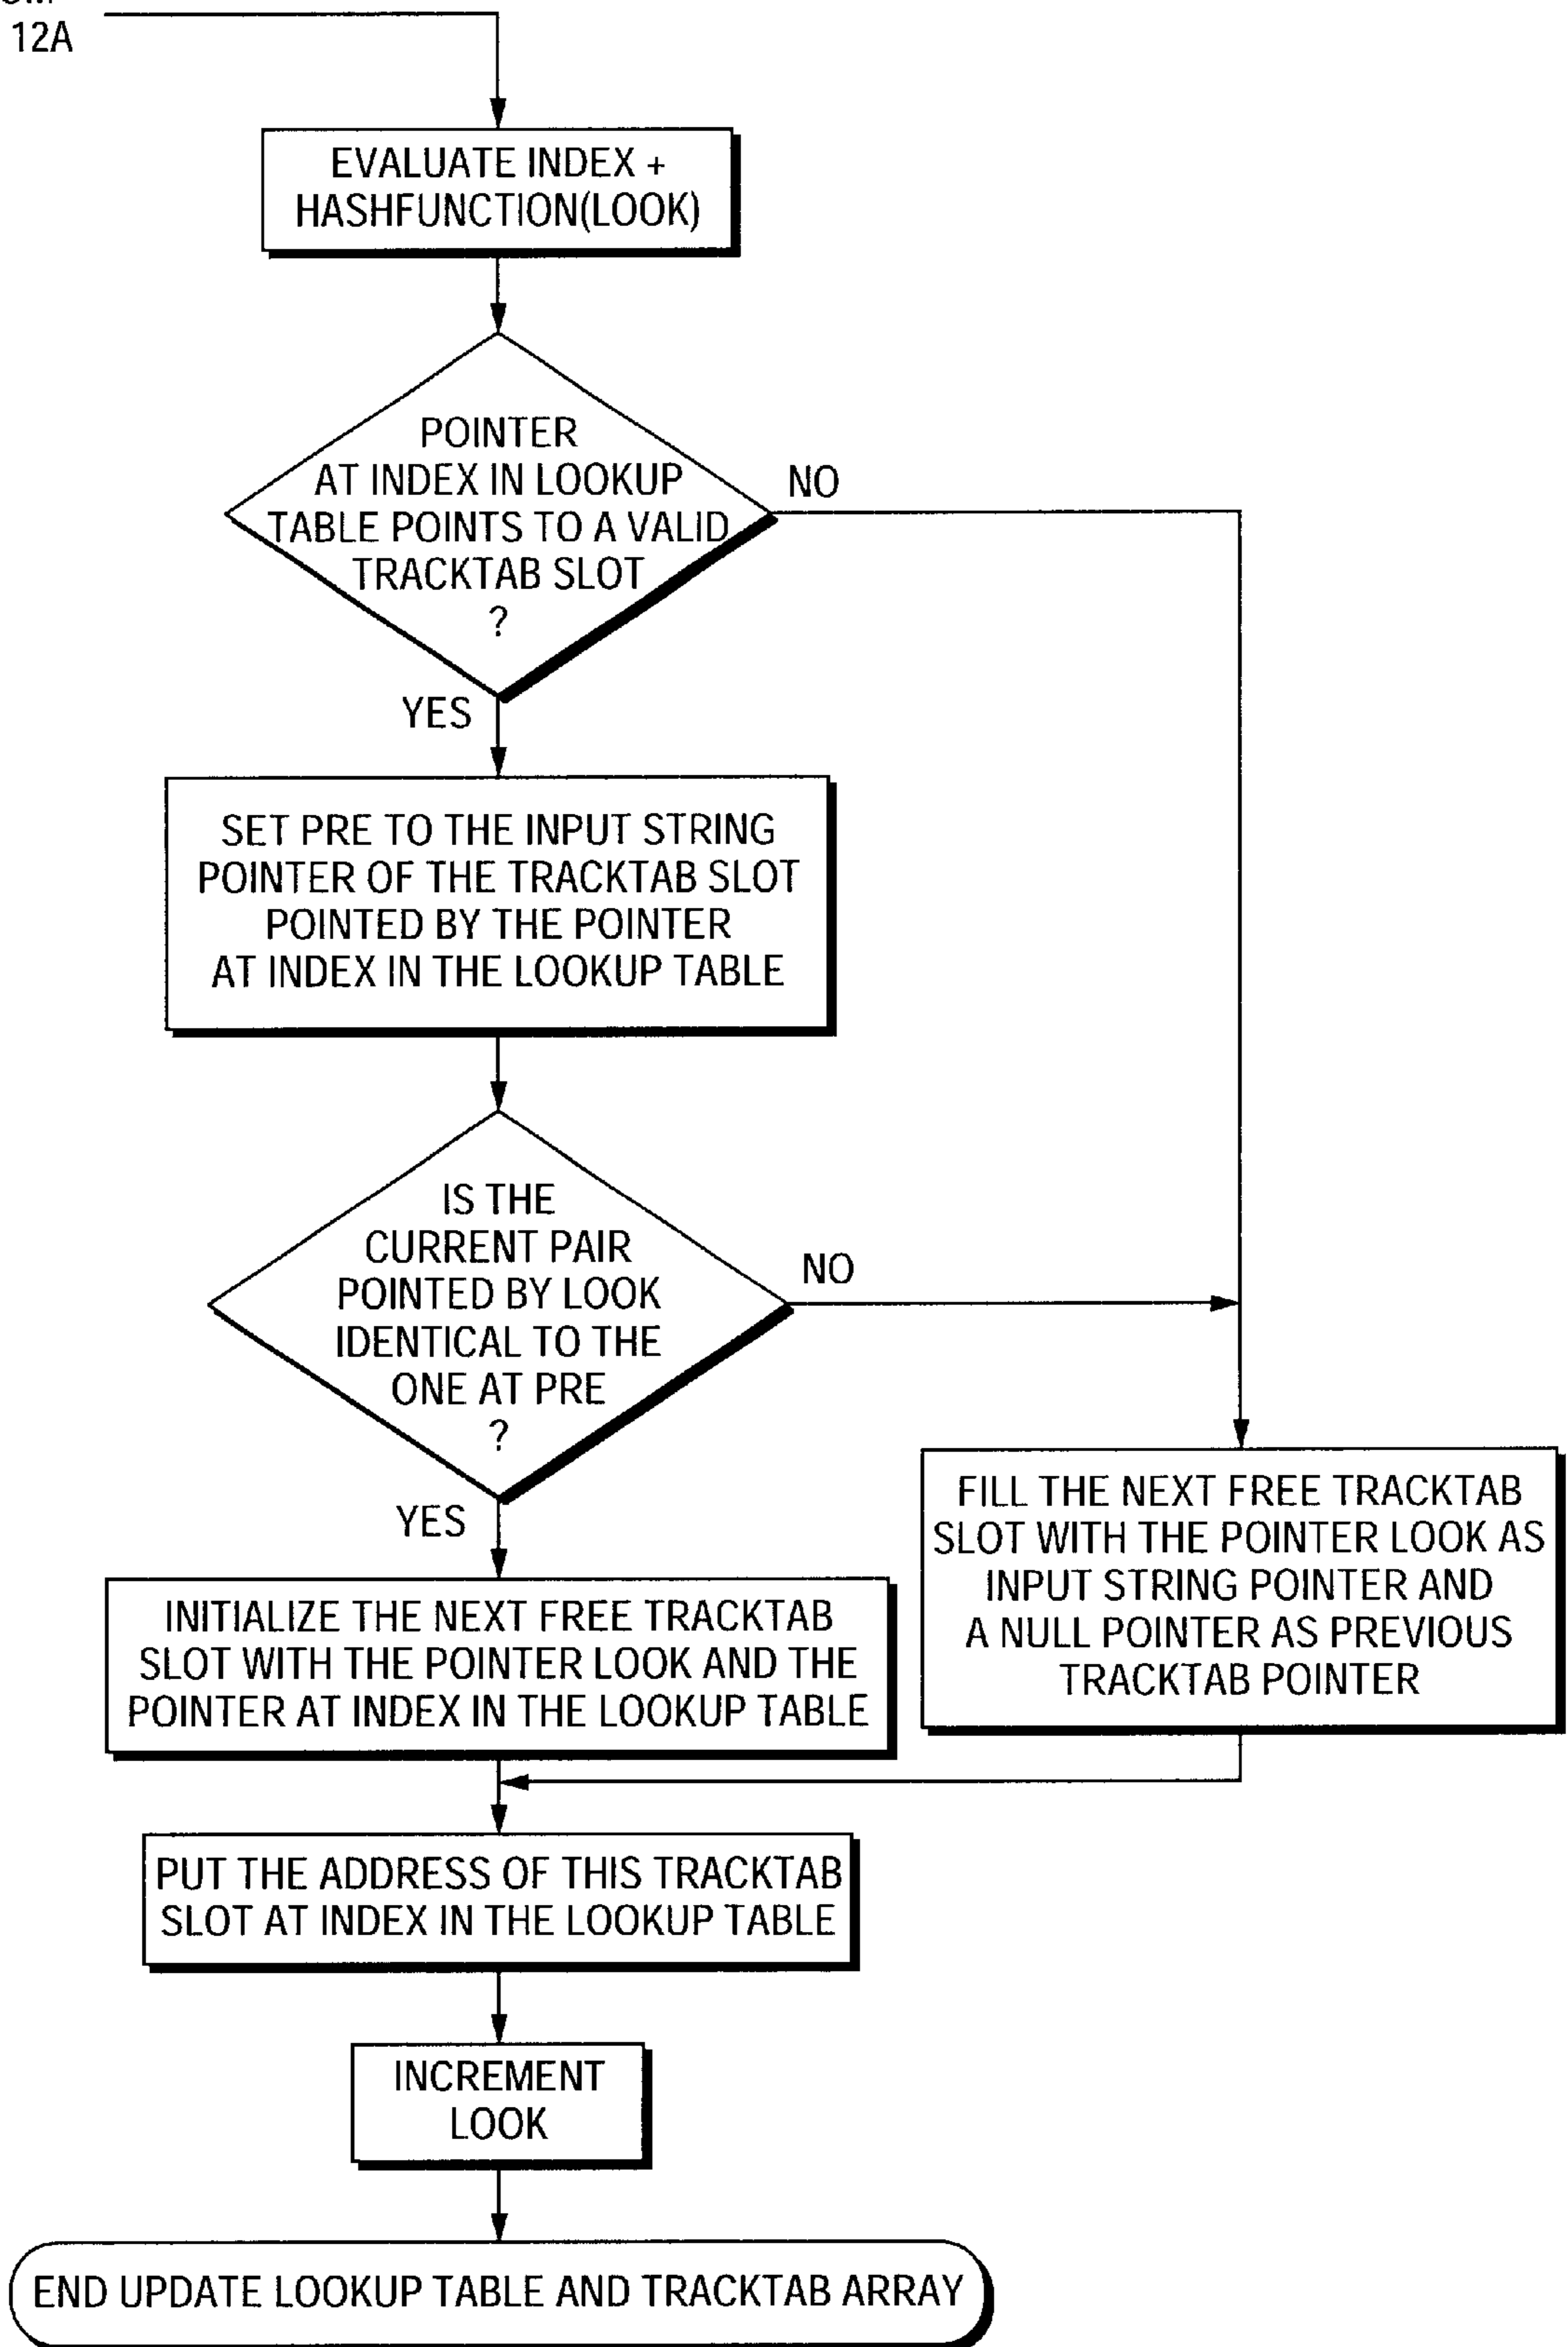 12A
EVALUATE INDEX +
HASHFUNCTION(LOOK)
POINTER
AT INDEX IN LOOKUP
TABLE POINTS TO A VALID
TRACKTAB SLOT
?
NO
YES
SET PRE TO THE INPUT STRING
POINTER OF THE TRACKTAB SLOT
POINTED BY THE POINTER
AT INDEX IN THE LOOKUP TABLE
IS THE
CURRENT PAIR
POINTED BY LOOK
IDENTICAL TO THE
ONE AT PRE
?
NO
YES
FILL THE NEXT FREE TRACKTAB
SLOT WITH THE POINTER LOOK AS
INPUT STRING POINTER AND
A NULL POINTER AS PREVIOUS
TRACKTAB POINTER
INITIALIZE THE NEXT FREE TRACKTAB
SLOT WITH THE POINTER LOOK AND THE
POINTER AT INDEX IN THE LOOKUP TABLE
PUT THE ADDRESS OF THIS TRACKTAB
SLOT AT INDEX IN THE LOOKUP TABLE
INCREMENT
LOOK
END UPDATE LOOKUP TABLE AND TRACKTAB ARRAY